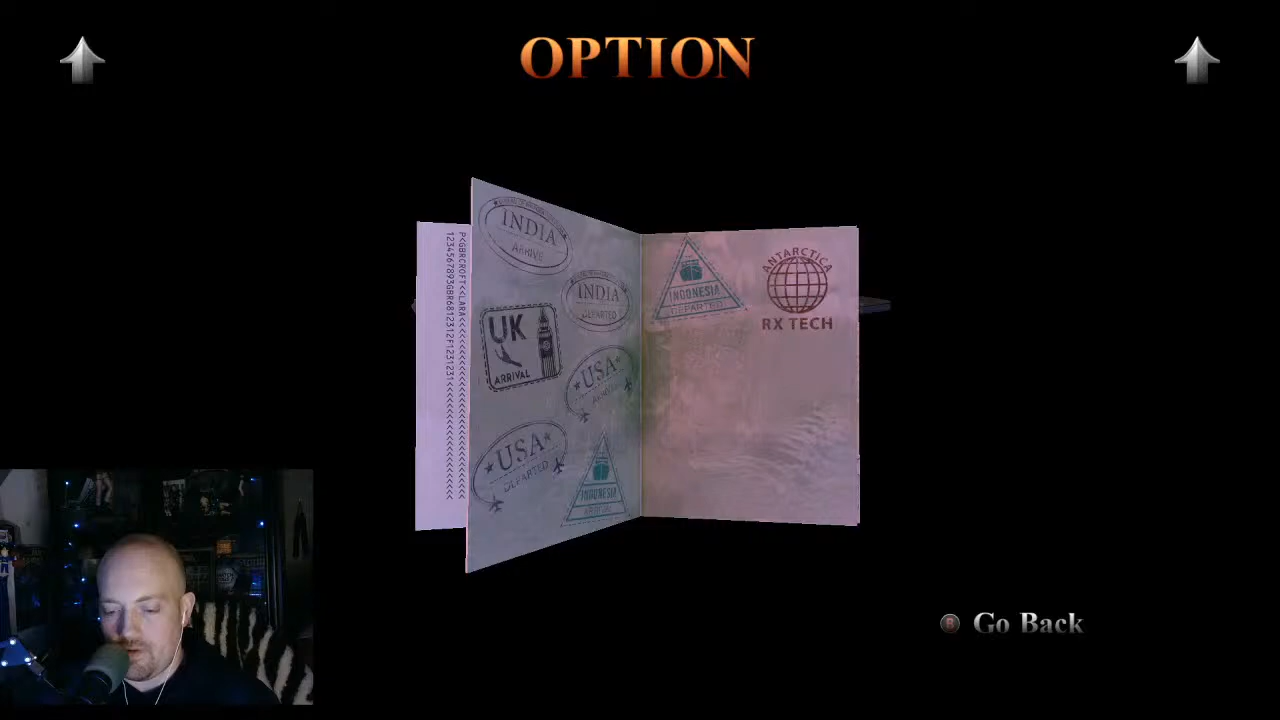 OPTION
INDIA
ARRIVE
INDIA
DEPARTED
UK
ARRIVAL
USA
USA
DEPARTED
INDONESIA
ARRIVAL
INDONESIA
DEPARTED
ANTARCTICA
RX TECH
B Go Back